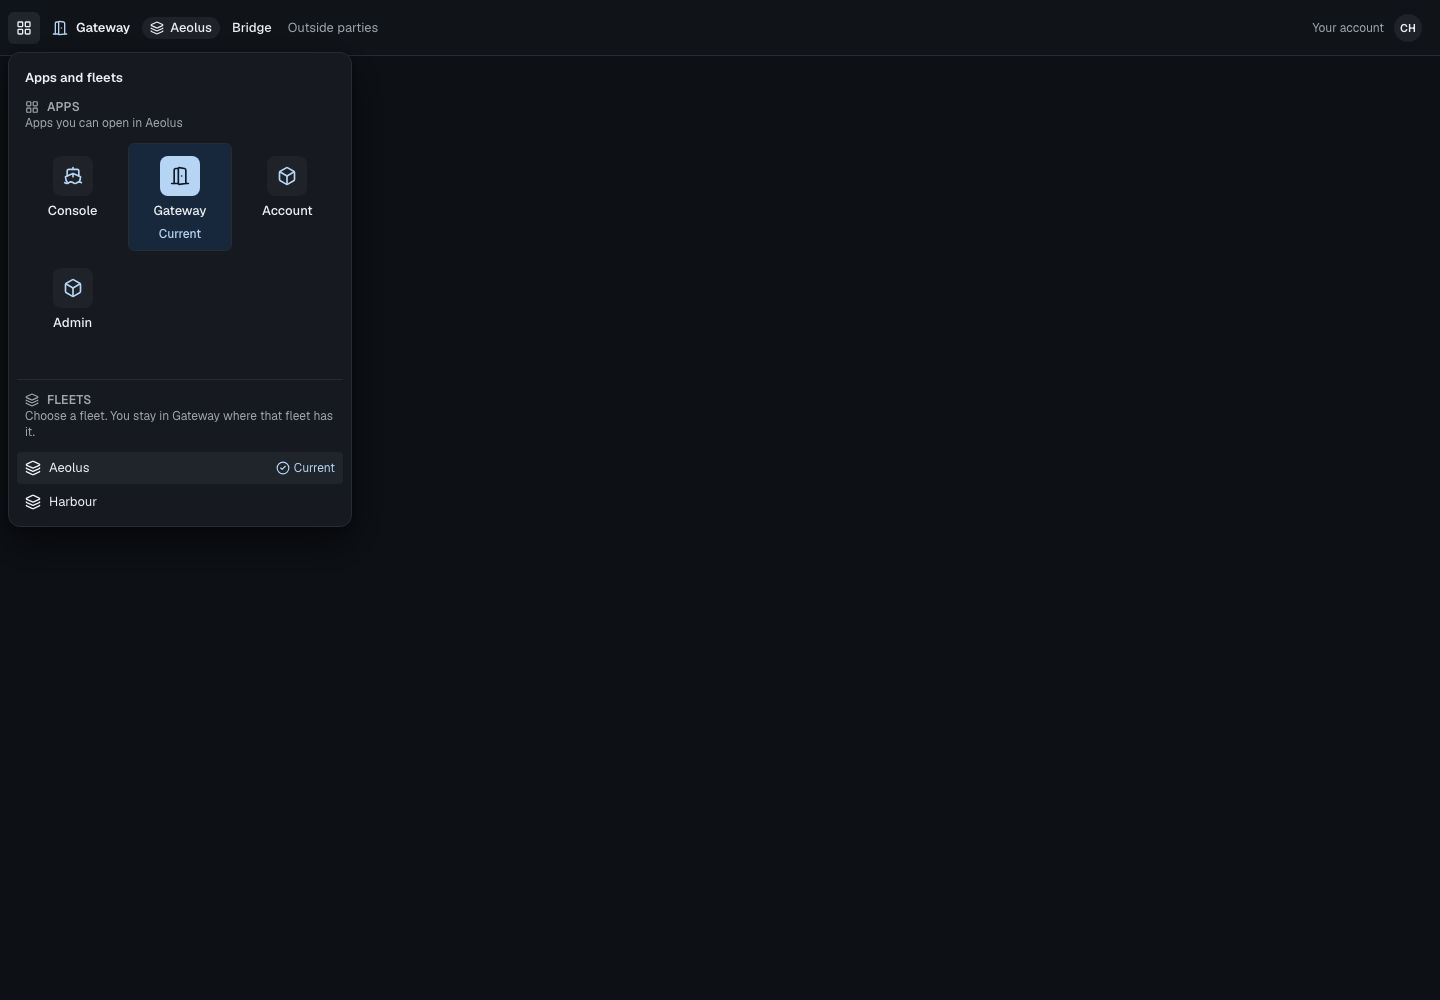 Gateway
Aeolus
Bridge
Outside parties
Your account
CH
Apps and fleets
APPS
Apps you can open in Aeolus
Console
Gateway
Current
Account
Admin
FLEETS
Choose a fleet. You stay in Gateway where that fleet has
it.
Aeolus
Current
Harbour